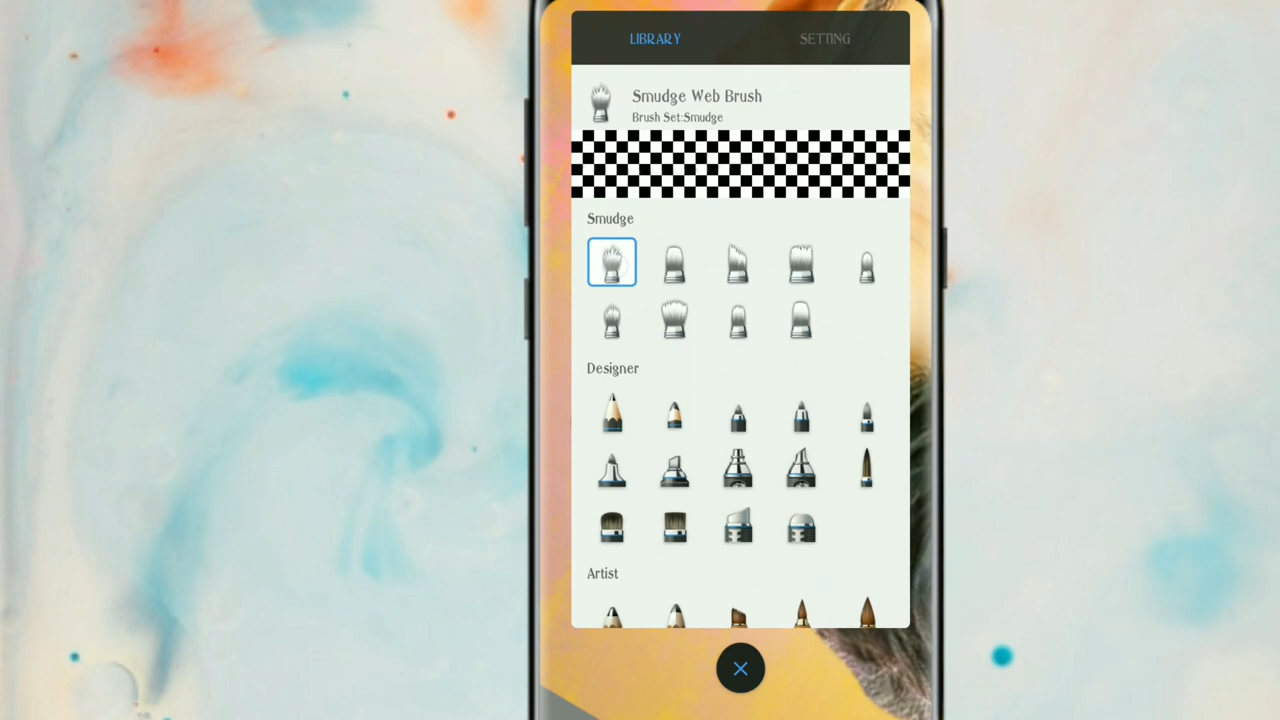 LIBRARY
SETTING
Smudge Web Brush
Brush Set:Smudge
Smudge
Designer
Artist